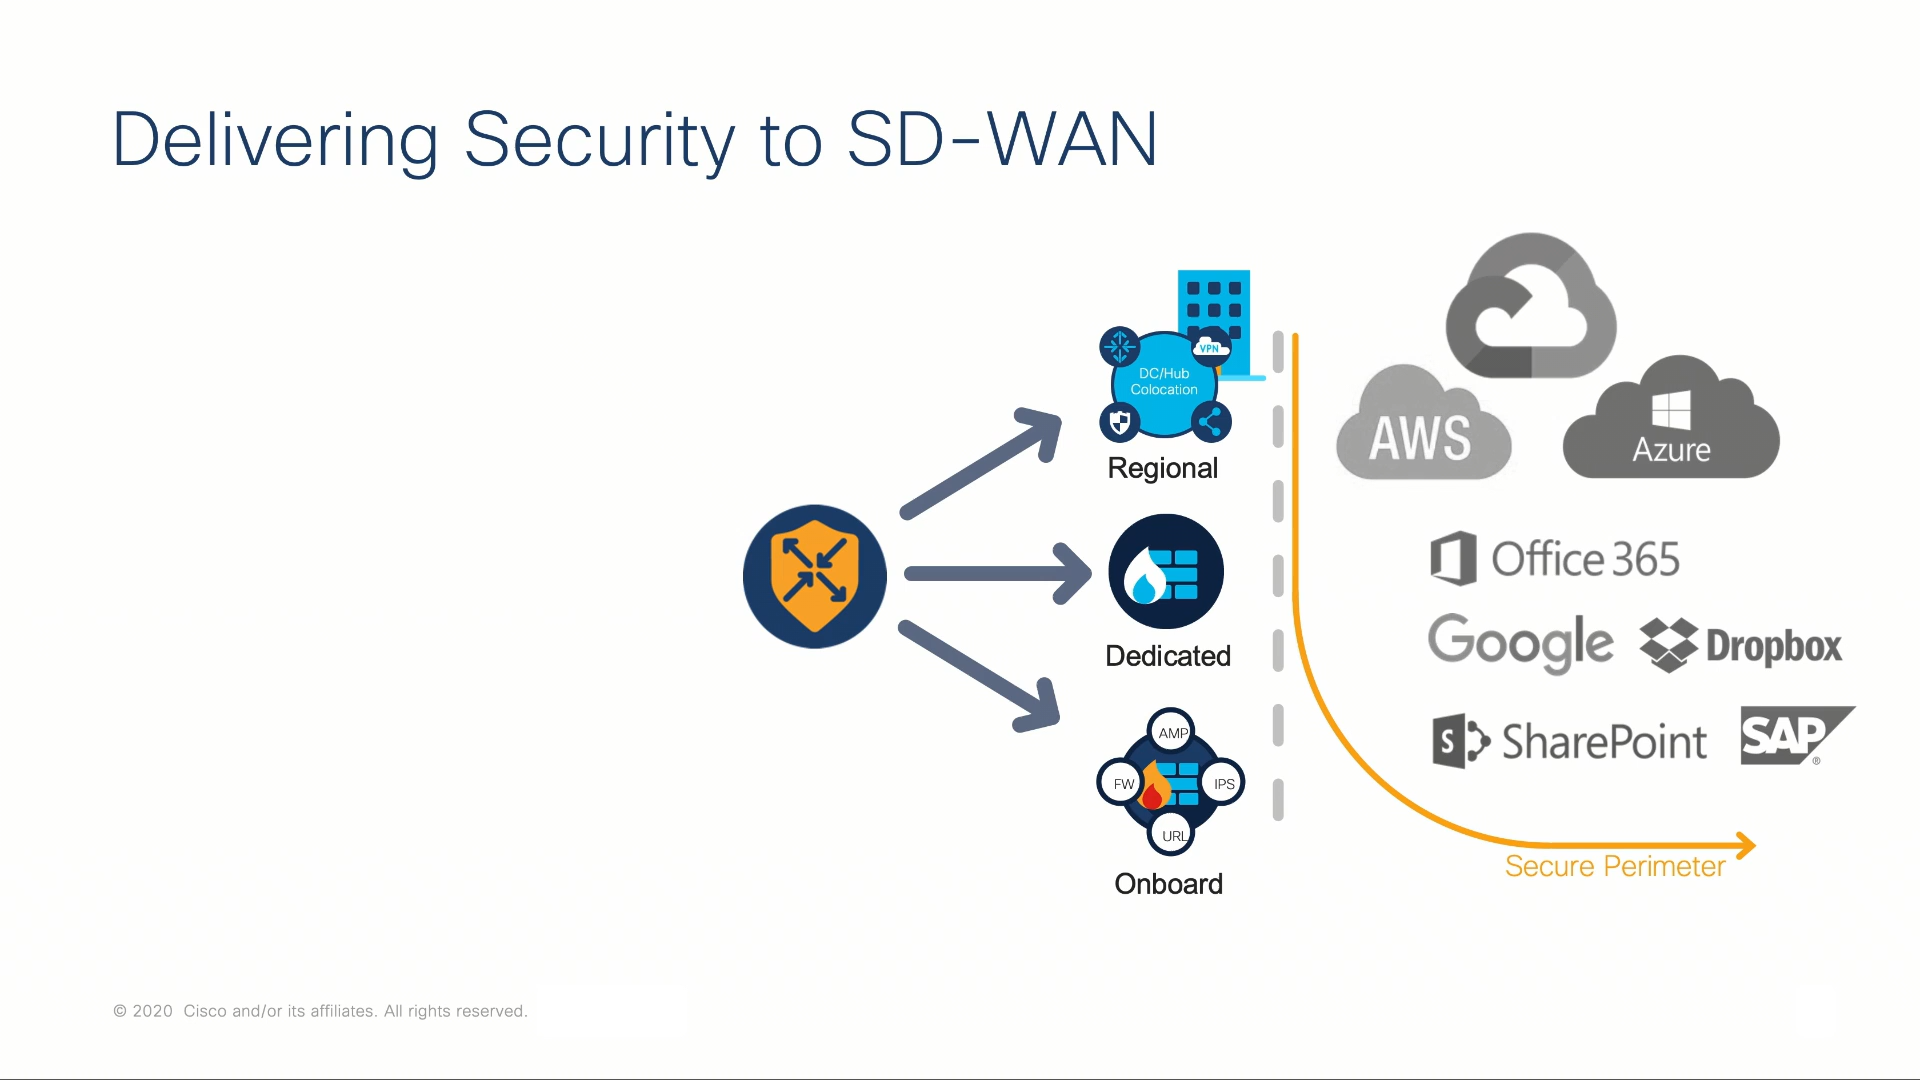 Delivering Security to SD-WAN
VPN
DC/Hub
Colocation
Regional
Dedicated
AMP
FW
IPS
URL
Onboard
AWS
Azure
Office 365
Google
Dropbox
S
SharePoint
SAP
®
Secure Perimeter
© 2020 Cisco and/or its affiliates. All rights reserved.